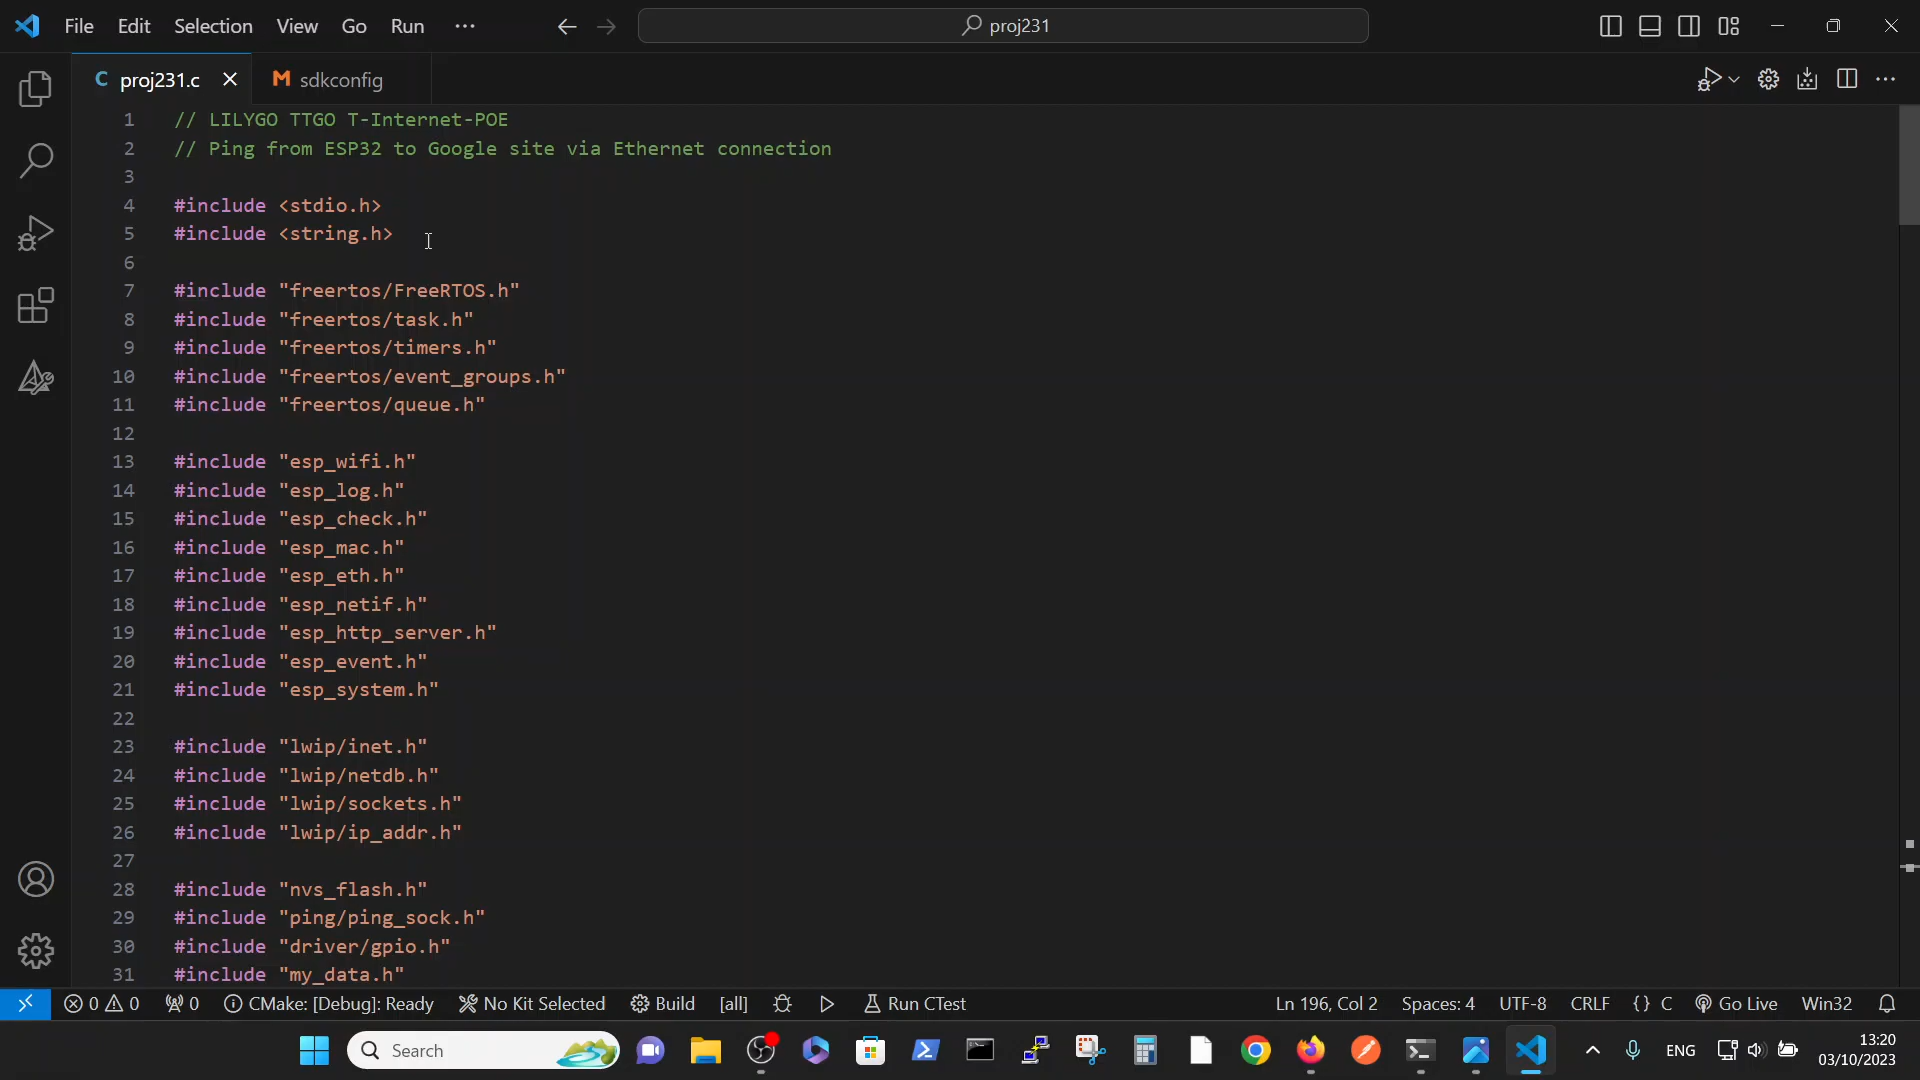 File Edit Selection View Go Run ··· proj231
C proj231.c M sdkconfig
1 // LILYGO TTGO T-Internet-POE
2 // Ping from ESP32 to Google site via Ethernet connection
3
4 #include <stdio.h>
5 #include <string.h>
6
7 #include "freertos/FreeRTOS.h"
8 #include "freertos/task.h"
9 #include "freertos/timers.h"
10 #include "freertos/event_groups.h"
11 #include "freertos/queue.h"
12
13 #include "esp_wifi.h"
14 #include "esp_log.h"
15 #include "esp_check.h"
16 #include "esp_mac.h"
17 #include "esp_eth.h"
18 #include "esp_netif.h"
19 #include "esp_http_server.h"
20 #include "esp_event.h"
21 #include "esp_system.h"
22
23 #include "lwip/inet.h"
24 #include "lwip/netdb.h"
25 #include "lwip/sockets.h"
26 #include "lwip/ip_addr.h"
27
28 #include "nvs_flash.h"
29 #include "ping/ping_sock.h"
30 #include "driver/gpio.h"
31 #include "my_data.h"
0 0 0 CMake: [Debug]: Ready No Kit Selected Build [all] Run CTest Ln 196, Col 2 Spaces: 4 UTF-8 CRLF {} C Go Live Win32
Search ENG 13:20
03/10/2023